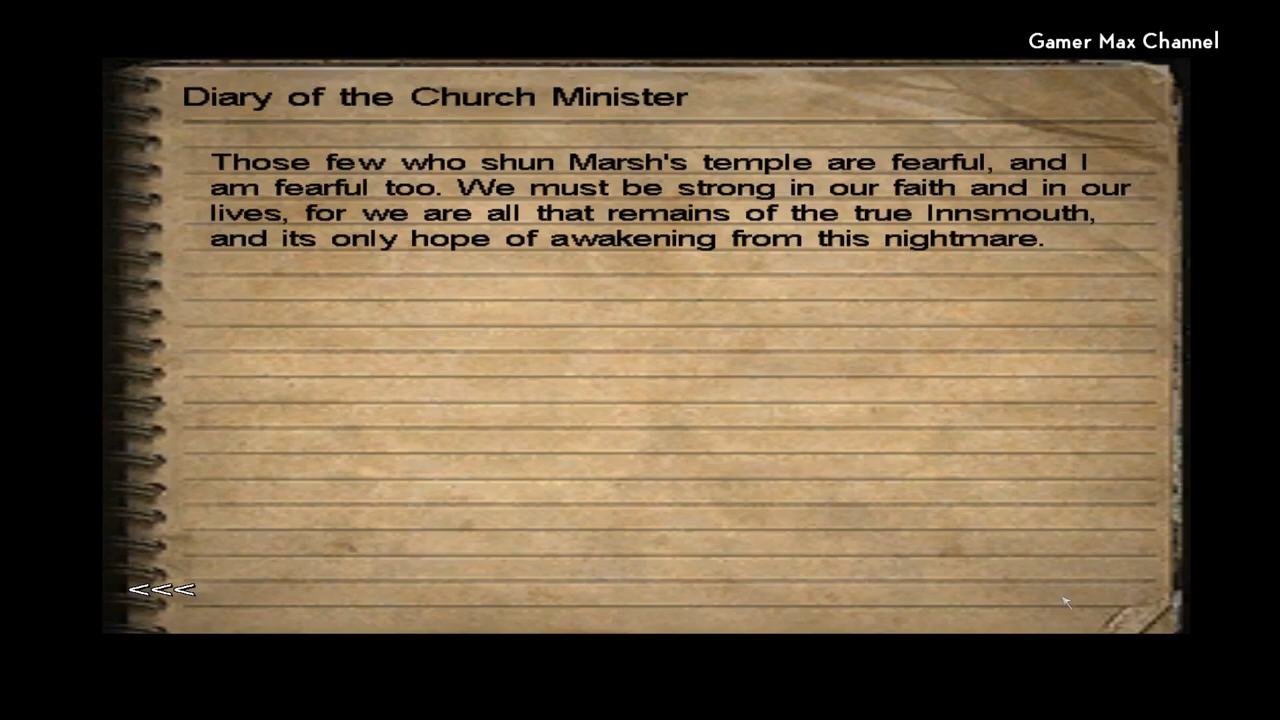 Gamer Max Channel
Diary of the Church Minister
Those few who shun Marsh's temple are fearful, and I
am fearful too. We must be strong in our faith and in our
lives, for we are all that remains of the true Innsmouth,
and its only hope of awakening from this nightmare.
<<<